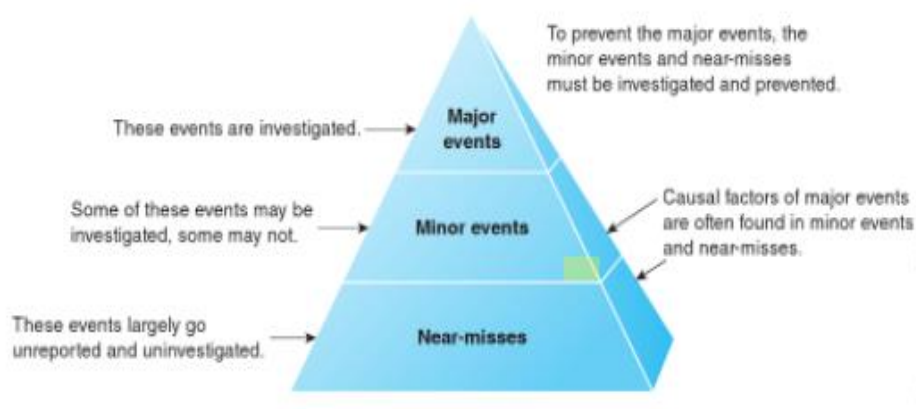 To prevent the major events, the
minor events and near-misses
must be investigated and prevented.
These events are investigated.
Major
events
Some of these events may be
investigated, some may not.
Minor events
Causal factors of major events
are often found in minor events
and near-misses.
These events largely go
unreported and uninvestigated.
Near-misses